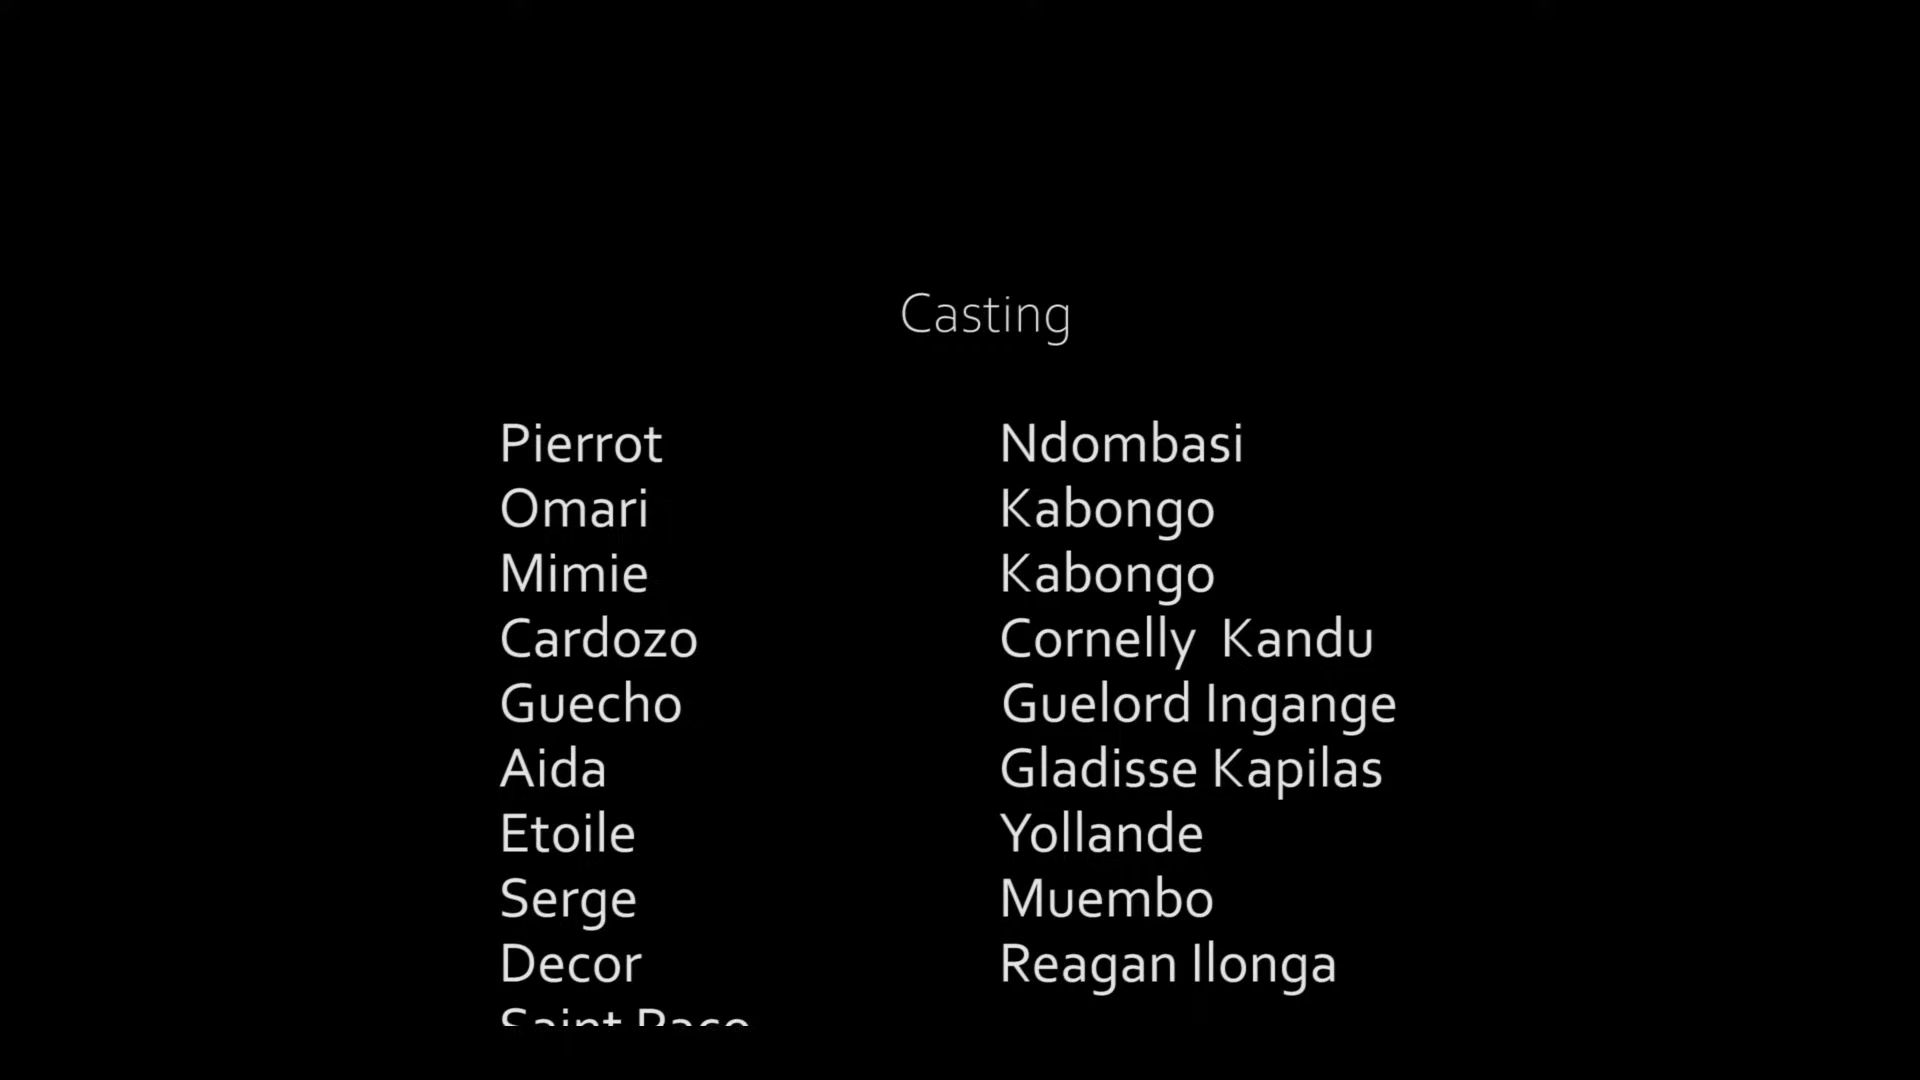 Casting
Pierrot Ndombasi
Omari Kabongo
Mimie Kabongo
Cardozo Cornelly Kandu
Guecho Guelord Ingange
Aida Gladisse Kapilas
Etoile Yollande
Serge Muembo
Decor Reagan Ilonga
Saint